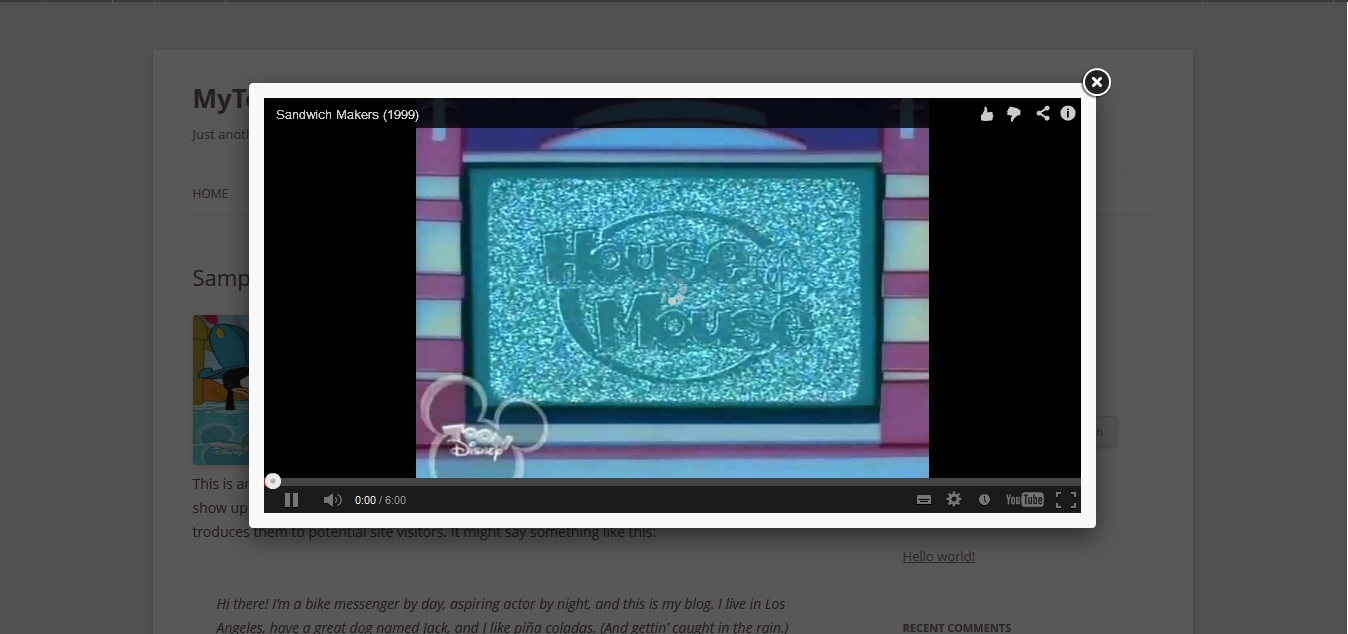 MyT
Just anoth
HOME
Samp
Sandwich Makers (1999)
House of
Mouse
TOON
Disney
0:00 / 6:00
YouTube
h
This is an
show up
troduces them to potential site visitors. It might say something like this:
Hi there! I'm a bike messenger by day, aspiring actor by night, and this is my blog. I live in Los
Angeles, have a great dog named Jack, and I like piña coladas. (And gettin' caught in the rain.)
Hello world!
RECENT COMMENTS